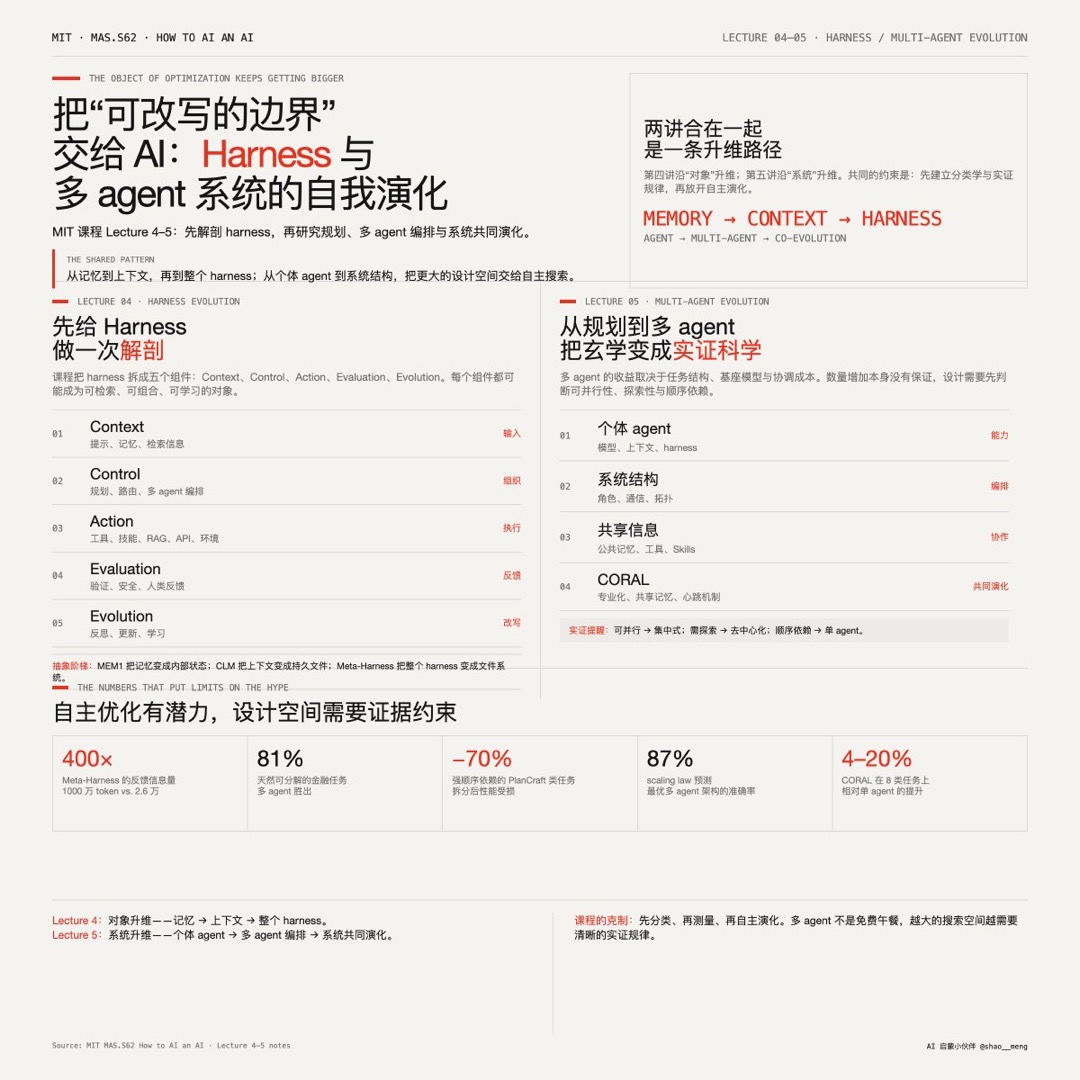 MIT · MAS.S62 · HOW TO AI AN AI
LECTURE 04—05 · HARNESS / MULTI-AGENT EVOLUTION
THE OBJECT OF OPTIMIZATION KEEPS GETTING BIGGER
把“可改写的边界”
交给 AI： Harness 与
多 agent 系统的自我演化
MIT 课程 Lecture 4–5：先解剖 harness，再研究规划、多 agent 编排与系统共同演化。
THE SHARED PATTERN
从记忆到上下文，再到整个 harness；从个体 agent 到系统结构，把更大的设计空间交给自主搜索。
两讲合在一起
是一条升维路径
第四讲沿“对象”升维；第五讲沿“系统”升维。共同的约束是：先建立分类学与实证
规律，再放开自主演化。
MEMORY → CONTEXT → HARNESS
AGENT → MULTI-AGENT → CO-EVOLUTION
LECTURE 04 · HARNESS EVOLUTION
先给 Harness
做一次解剖
课程把 harness 拆成五个组件：Context、Control、Action、Evaluation、Evolution。每个组件都可
能成为可检索、可组合、可学习的对象。
01
Context
提示、记忆、检索信息
输入
02
Control
规划、路由、多 agent 编排
组织
03
Action
工具、技能、RAG、API、环境
执行
04
Evaluation
验证、安全、人类反馈
反馈
05
Evolution
反思、更新、学习
改写
抽象阶梯：MEM1 把记忆变成内部状态；CLM 把上下文变成持久文件；Meta-Harness 把整个 harness 变成文件系
统。
LECTURE 05 · MULTI-AGENT EVOLUTION
从规划到多 agent
把玄学变成实证科学
多 agent 的收益取决于任务结构、基座模型与协调成本。数量增加本身没有保证，设计需要先判
断可并行性、探索性与顺序依赖。
01
个体 agent
模型、上下文、harness
能力
02
系统结构
角色、通信、拓扑
编排
03
共享信息
公共记忆、工具、Skills
协作
04
CORAL
专业化、共享记忆、心跳机制
共同演化
实证提醒：可并行 → 集中式；需探索 → 去中心化；顺序依赖 → 单 agent。
THE NUMBERS THAT PUT LIMITS ON THE HYPE
自主优化有潜力，设计空间需要证据约束
400×
Meta-Harness 的反馈信息量
1000 万 token vs. 2.6 万
81%
天然可分解的金融任务
多 agent 胜出
−70%
强顺序依赖的 PlanCraft 类任务
拆分后性能受损
87%
scaling law 预测
最优多 agent 架构的准确率
4–20%
CORAL 在 8 类任务上
相对单 agent 的提升
Lecture 4：对象升维——记忆 → 上下文 → 整个 harness。
Lecture 5：系统升维——个体 agent → 多 agent 编排 → 系统共同演化。
课程的克制：先分类、再测量、再自主演化。多 agent 不是免费午餐，越大的搜索空间越需要
清晰的实证规律。
Source: MIT MAS.S62 How to AI an AI · Lecture 4—5 notes
AI 启蒙小伙伴 @shao__meng